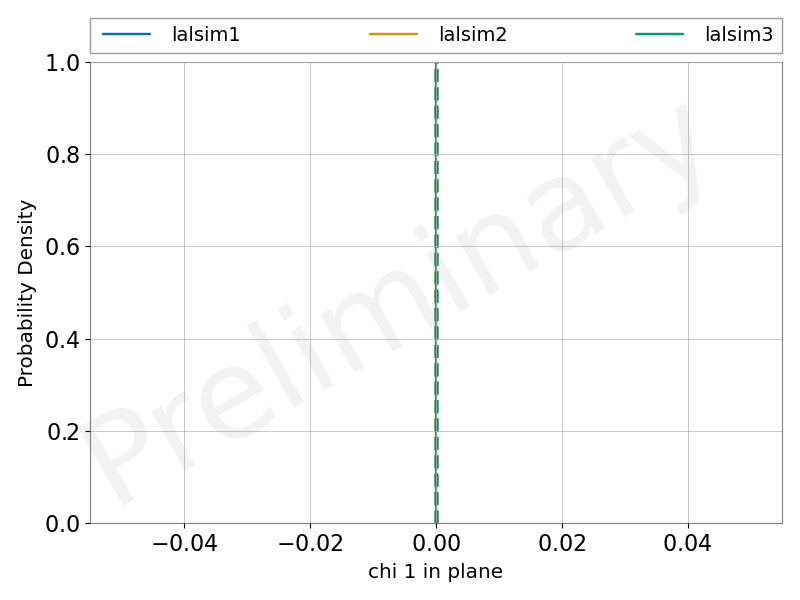 lalsim1 lalsim2 lalsim3
1.0
0.8
0.6
0.4
0.2
0.0
Probability Density
Preliminary
−0.04 −0.02 0.00 0.02 0.04
chi 1 in plane